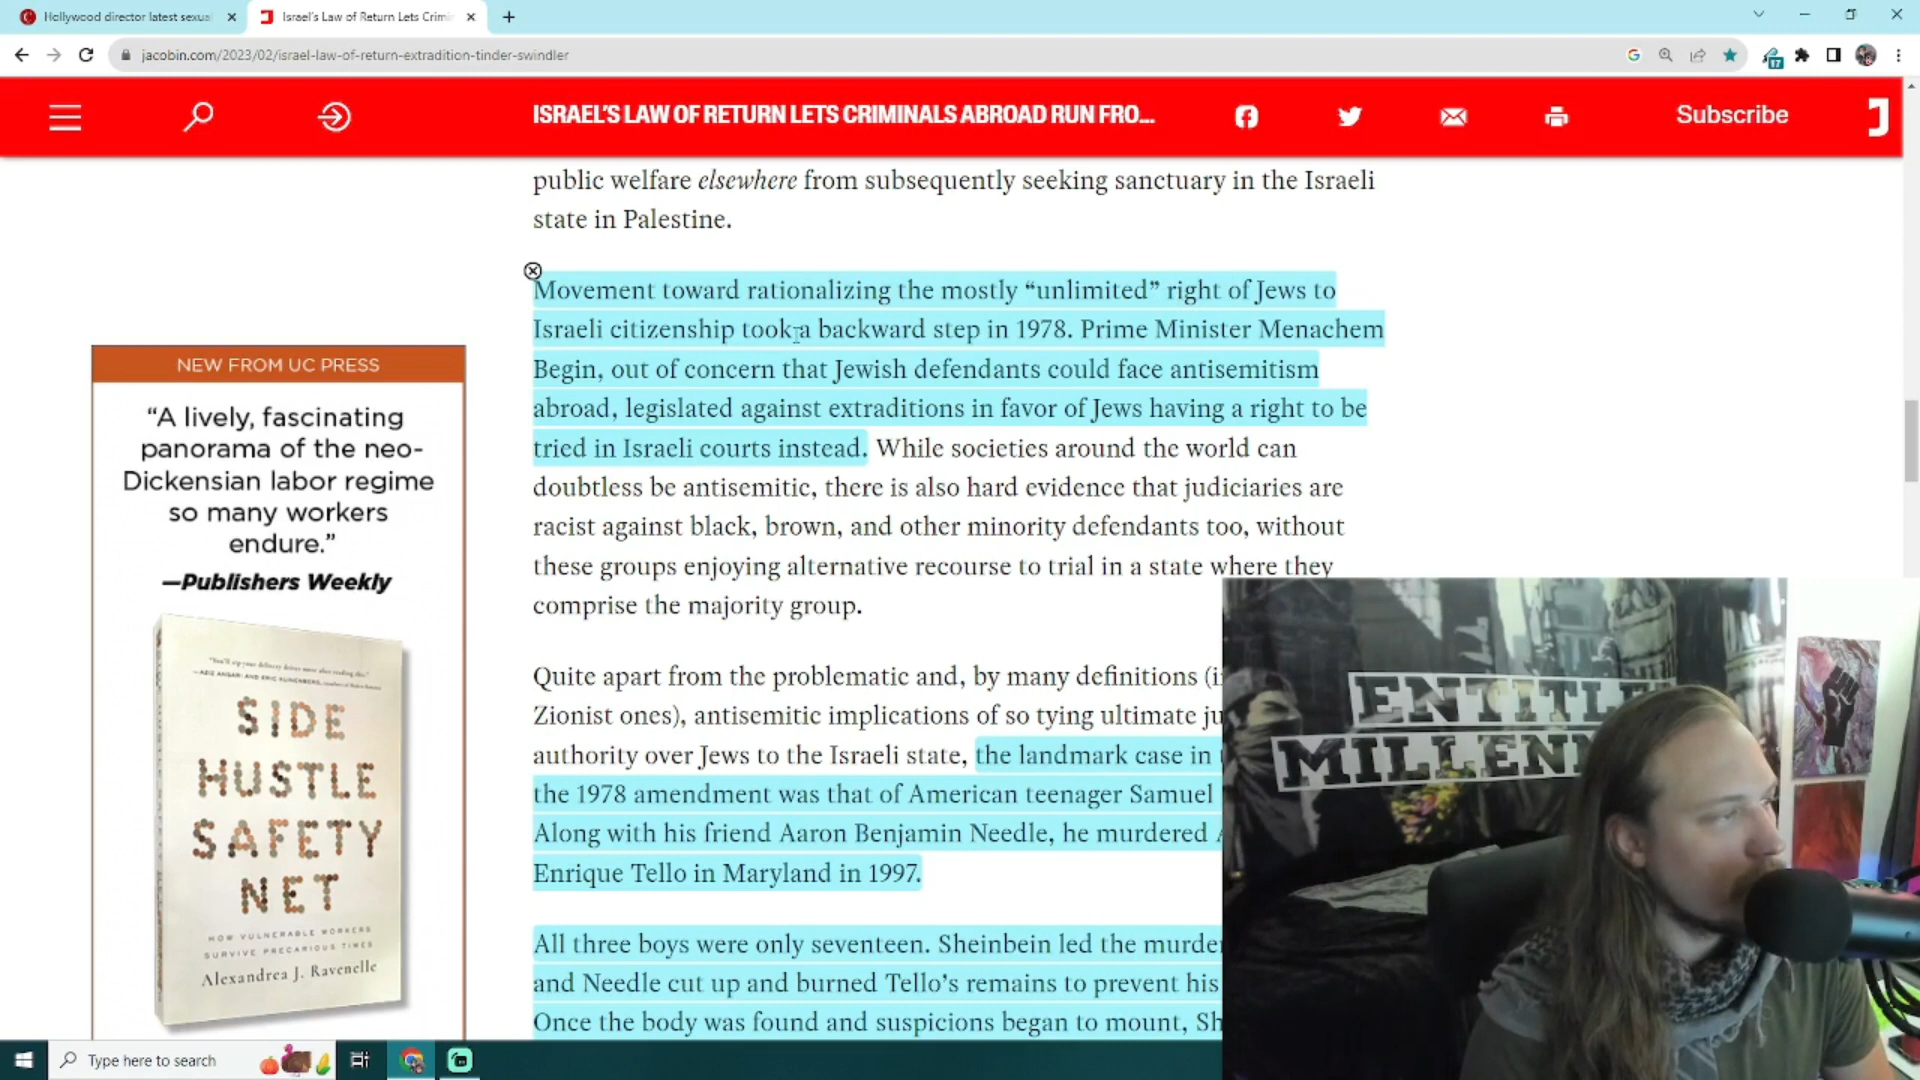 Hollywood director latest sexual
Israel's Law of Return Lets Crimi
jacobin.com/2023/02/israel-law-of-return-extradition-tinder-swindler
17
ISRAEL'S LAW OF RETURN LETS CRIMINALS ABROAD RUN FRO...
Subscribe
public welfare elsewhere from subsequently seeking sanctuary in the Israeli
state in Palestine.
Movement toward rationalizing the mostly “unlimited” right of Jews to
Israeli citizenship took a backward step in 1978. Prime Minister Menachem
Begin, out of concern that Jewish defendants could face antisemitism
abroad, legislated against extraditions in favor of Jews having a right to be
tried in Israeli courts instead. While societies around the world can
doubtless be antisemitic, there is also hard evidence that judiciaries are
racist against black, brown, and other minority defendants too, without
these groups enjoying alternative recourse to trial in a state where they
comprise the majority group.
Quite apart from the problematic and, by many definitions (i
Zionist ones), antisemitic implications of so tying ultimate ju
authority over Jews to the Israeli state, the landmark case in
the 1978 amendment was that of American teenager Samuel
Along with his friend Aaron Benjamin Needle, he murdered
Enrique Tello in Maryland in 1997.
All three boys were only seventeen. Sheinbein led the murder
and Needle cut up and burned Tello's remains to prevent his
Once the body was found and suspicions began to mount, Sh
NEW FROM UC PRESS
“A lively, fascinating
panorama of the neo-
Dickensian labor regime
so many workers
endure.”
—Publishers Weekly
SIDE
HUSTLE
SAFETY
NET
HOW VULNERABLE WORKERS
SURVIVE PRECARIOUS TIMES
Alexandrea J. Ravenelle
ENTITLE
MILLENN
Type here to search